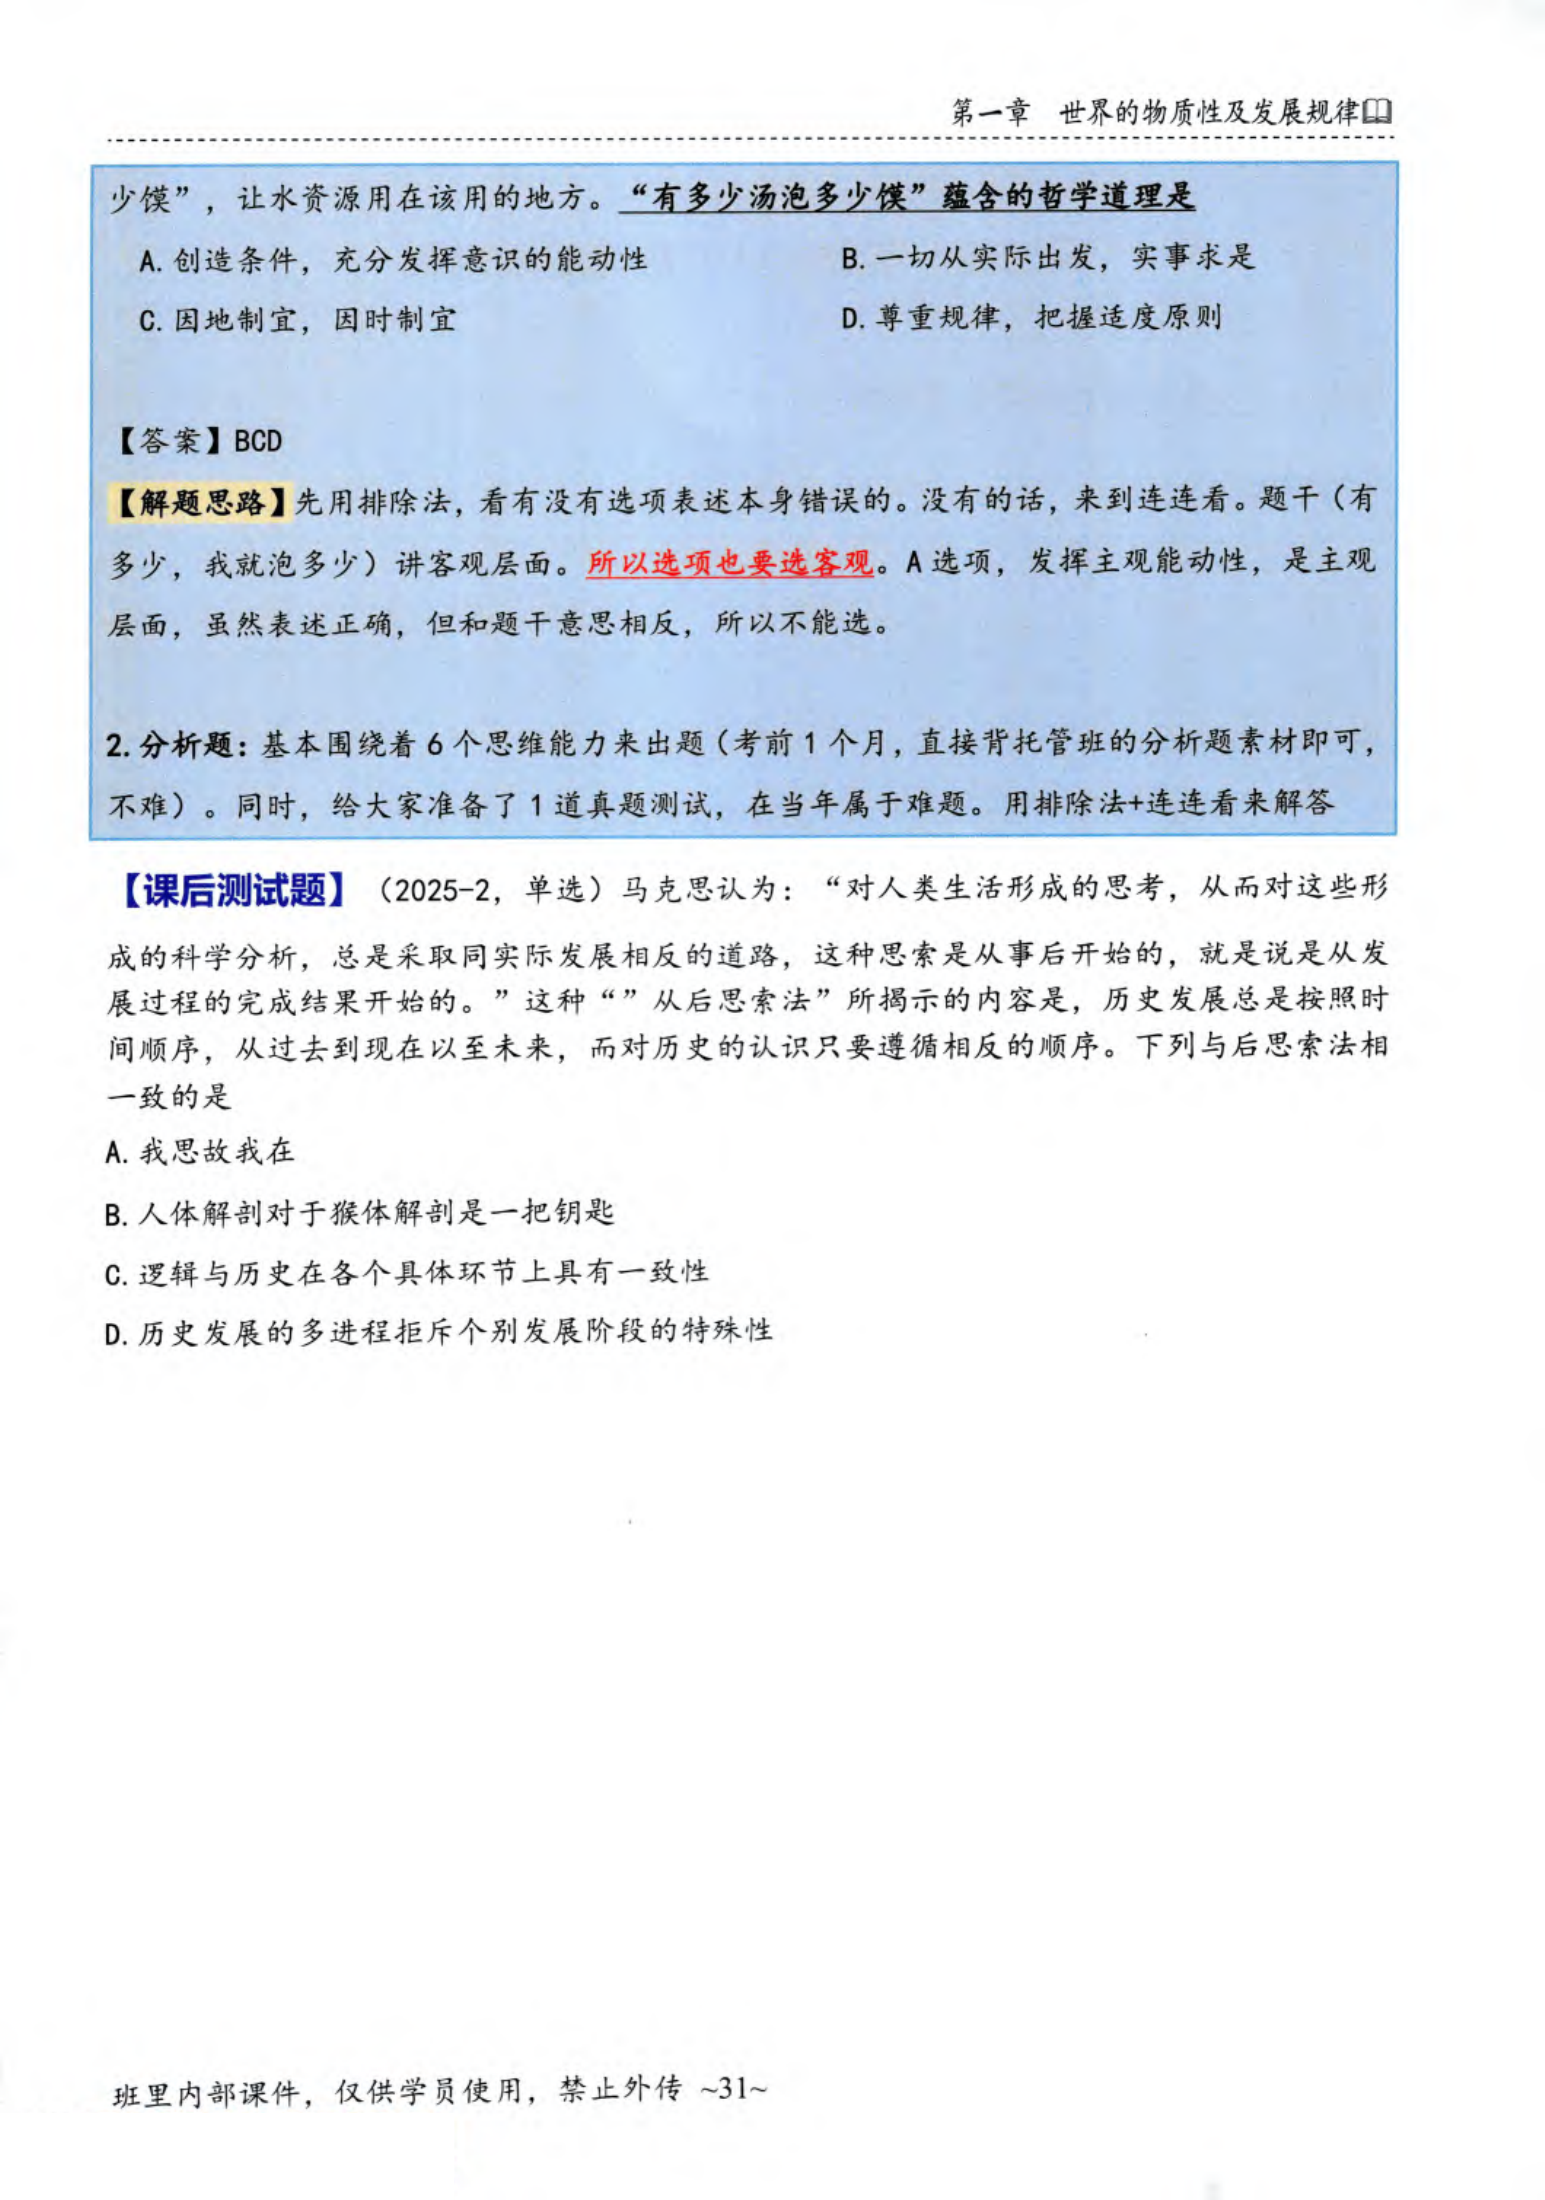 第一章 世界的物质性及发展规律
少馍”，让水资源用在该用的地方。“有多少汤泡多少馍”蕴含的哲学道理是
A. 创造条件，充分发挥意识的能动性 B. 一切从实际出发，实事求是
C. 因地制宜，因时制宜 D. 尊重规律，把握适度原则
【答案】BCD
【解题思路】先用排除法，看有没有选项表述本身错误的。没有的话，来到连连看。题干（有
多少，我就泡多少）讲客观层面。所以选项也要选客观。A 选项，发挥主观能动性，是主观
层面，虽然表述正确，但和题干意思相反，所以不能选。
2. 分析题：基本围绕着 6 个思维能力来出题（考前 1 个月，直接背托管班的分析题素材即可，
不难）。同时，给大家准备了 1 道真题测试，在当年属于难题。用排除法+连连看来解答
【课后测试题】（2025-2，单选）马克思认为：“对人类生活形成的思考，从而对这些形
成的科学分析，总是采取同实际发展相反的道路，这种思索是从事后开始的，就是说是从发
展过程的完成结果开始的。”这种“”从后思索法”所揭示的内容是，历史发展总是按照时
间顺序，从过去到现在以至未来，而对历史的认识只要遵循相反的顺序。下列与后思索法相
一致的是
A. 我思故我在
B. 人体解剖对于猴体解剖是一把钥匙
C. 逻辑与历史在各个具体环节上具有一致性
D. 历史发展的多进程拒斥个别发展阶段的特殊性
班里内部课件，仅供学员使用，禁止外传 ~31~